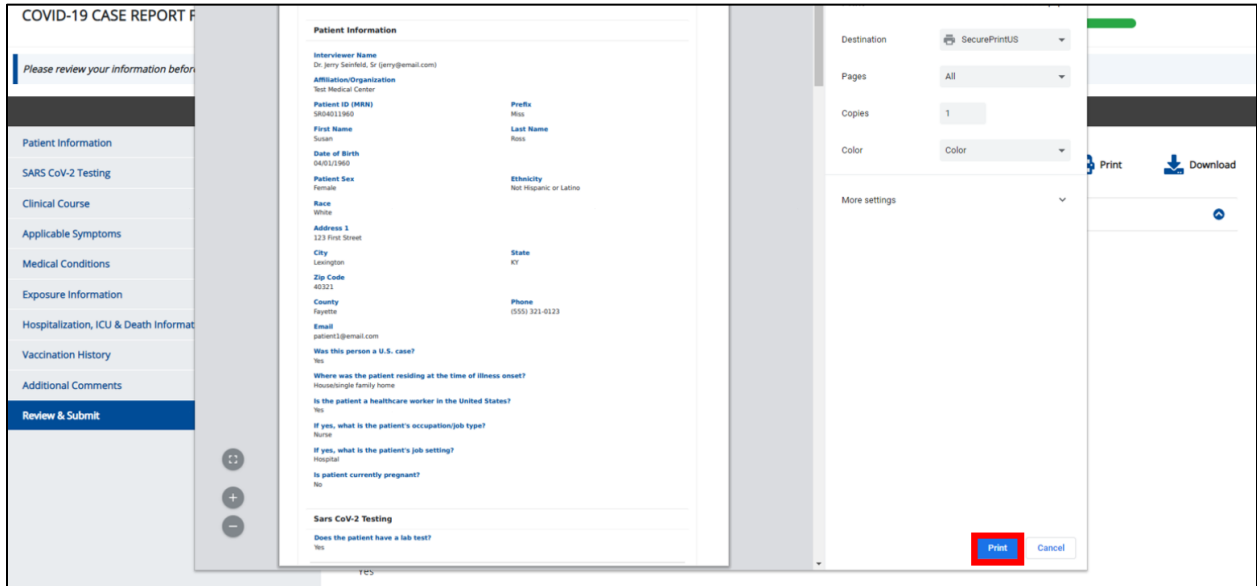 COVID-19 CASE REPORT F
Please review your information befor
Patient Information
SARS CoV-2 Testing
Clinical Course
Applicable Symptoms
Medical Conditions
Exposure Information
Hospitalization, ICU & Death Informat
Vaccination History
Additional Comments
Review & Submit
Patient Information
Interviewer Name
Dr. Jerry Seinfeld, Sr (jerry@email.com)
Affiliation/Organization
Test Medical Center
Patient ID (MRN) Prefix
SR04011960 Miss
First Name Last Name
Susan Ross
Date of Birth
04/01/1960
Patient Sex Ethnicity
Female Not Hispanic or Latino
Race
White
Address 1
123 First Street
City State
Lexington KY
Zip Code
40321
County Phone
Fayette (555) 321-0123
Email
patient1@email.com
Was this person a U.S. case?
Yes
Where was the patient residing at the time of illness onset?
House/single family home
Is the patient a healthcare worker in the United States?
Yes
If yes, what is the patient's occupation/job type?
Nurse
If yes, what is the patient's job setting?
Hospital
Is patient currently pregnant?
No
Sars CoV-2 Testing
Does the patient have a lab test?
Yes
Yes
Destination SecurePrintUS
Pages All
Copies 1
Color Color
More settings
Print Cancel
Print Download